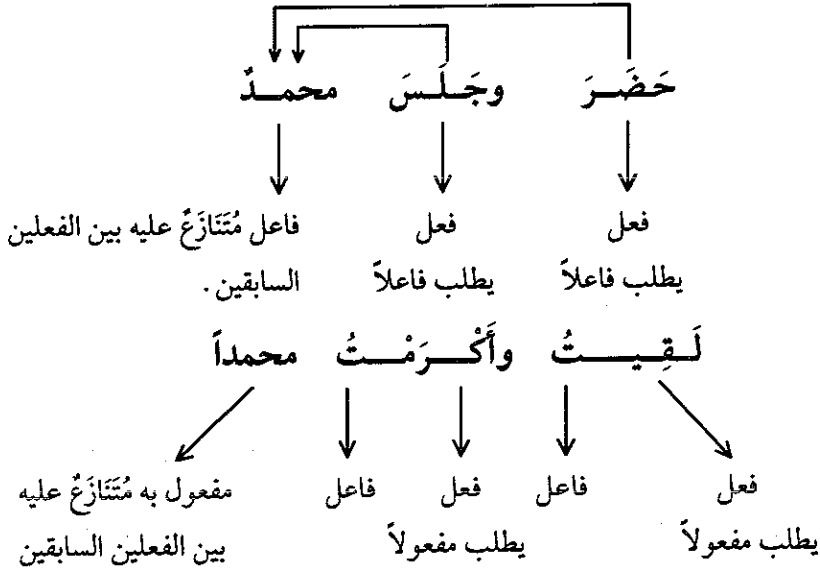 حَضَرَ وجَلَسَ محمدٌ
فعل فعل فاعل مُتَنَازَعٌ عليه بين الفعلين
يطلب فاعلاً يطلب فاعلاً السابقين .
لَقِيتُ وأَكْرَمْتُ محمداً
فعل فاعل فعل فاعل مفعول به مُتَنَازَعٌ عليه
يطلب مفعولاً يطلب مفعولاً بين الفعلين السابقين